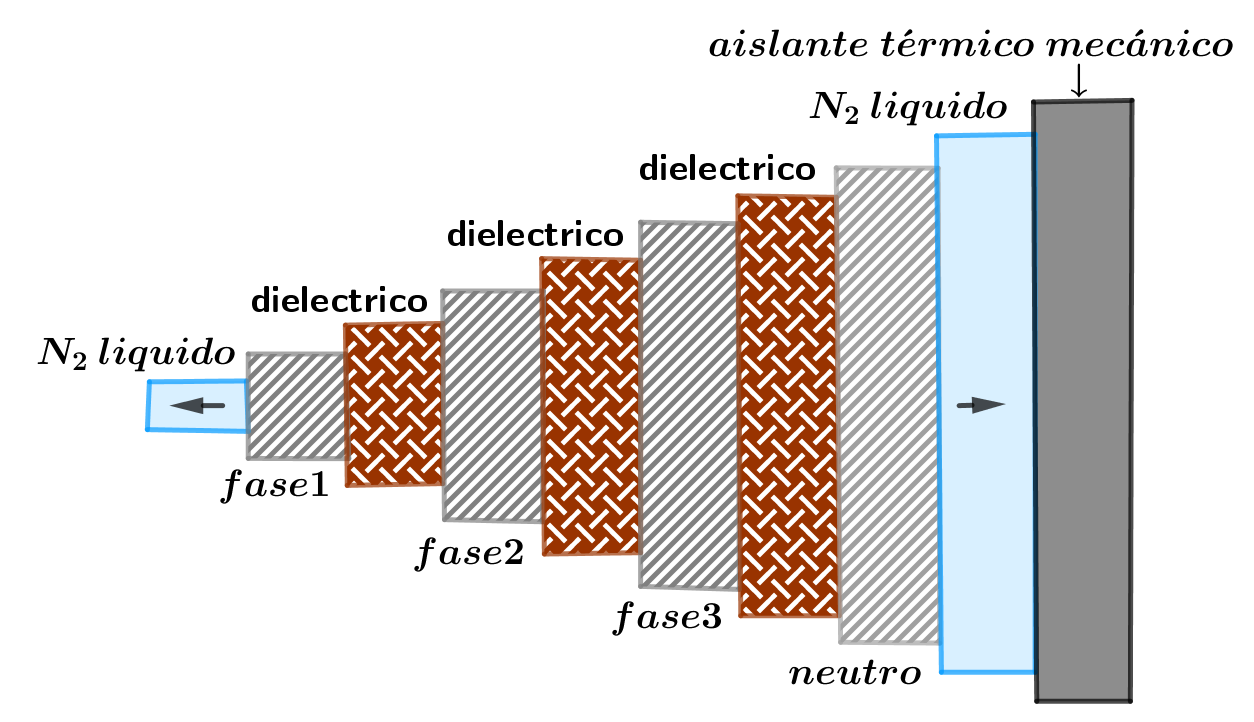 aislante térmico mecánico
N₂ liquido
dielectrico
dielectrico
dielectrico
N₂ liquido
fase1
fase2
fase3
neutro